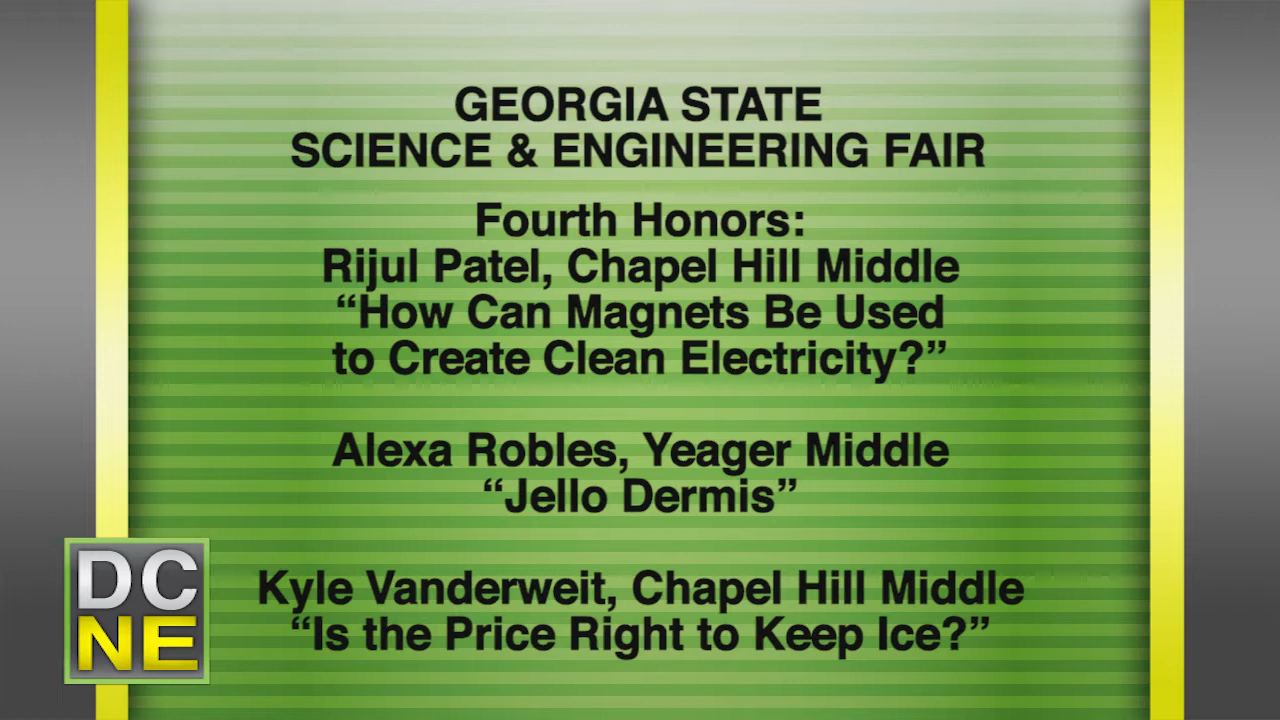 GEORGIA STATE
SCIENCE & ENGINEERING FAIR
Fourth Honors:
Rijul Patel, Chapel Hill Middle
“How Can Magnets Be Used
to Create Clean Electricity?”
Alexa Robles, Yeager Middle
“Jello Dermis”
Kyle Vanderweit, Chapel Hill Middle
“Is the Price Right to Keep Ice?”
DC
NE